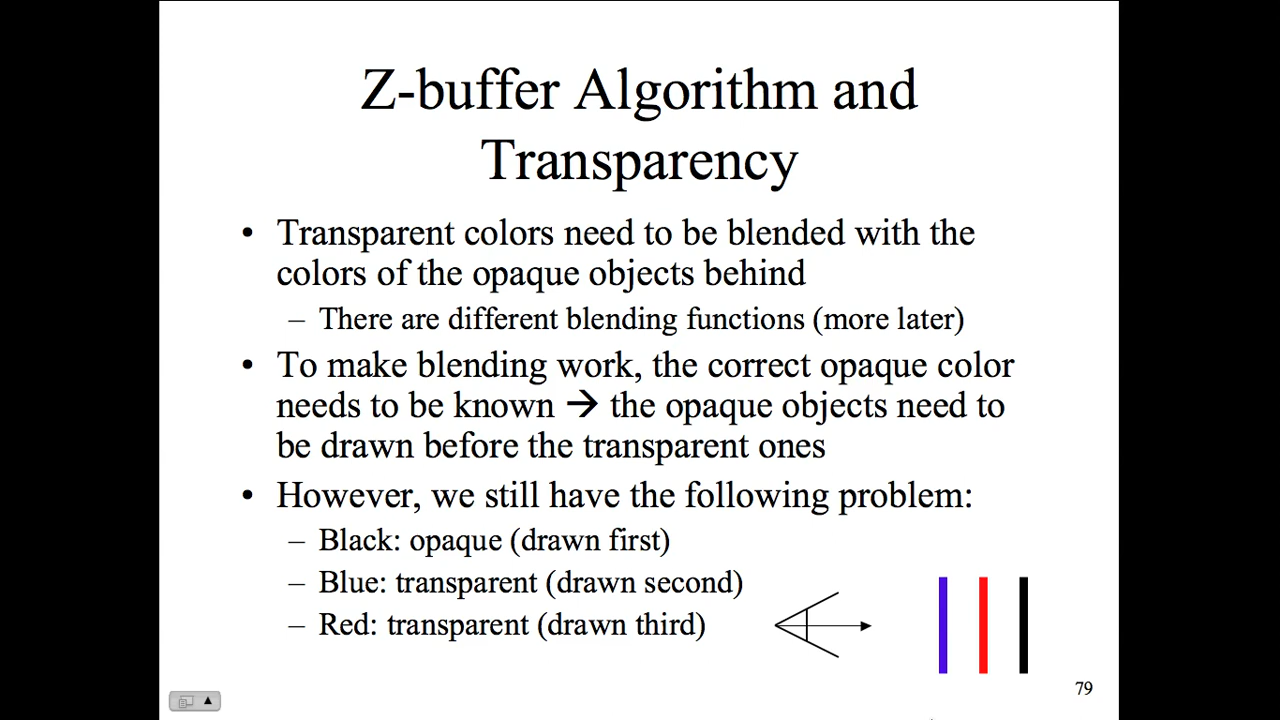 Z-buffer Algorithm and
Transparency
• Transparent colors need to be blended with the
colors of the opaque objects behind
– There are different blending functions (more later)
• To make blending work, the correct opaque color
needs to be known → the opaque objects need to
be drawn before the transparent ones
• However, we still have the following problem:
– Black: opaque (drawn first)
– Blue: transparent (drawn second)
– Red: transparent (drawn third)
79